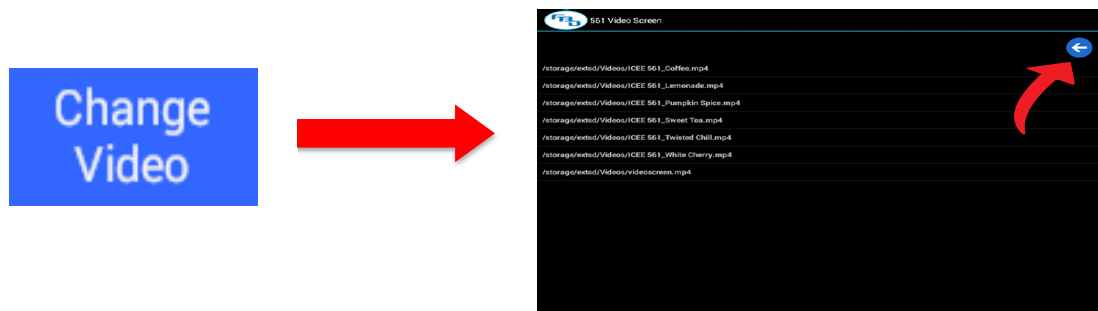 Change
Video
FBD 561 Video Screen
/storage/extsd/Videos/ICEE 561_Coffee.mp4
/storage/extsd/Videos/ICEE 561_Lemonade.mp4
/storage/extsd/Videos/ICEE 561_Pumpkin Spice.mp4
/storage/extsd/Videos/ICEE 561_Sweet Tea.mp4
/storage/extsd/Videos/ICEE 561_Twisted Chill.mp4
/storage/extsd/Videos/ICEE 561_White Cherry.mp4
/storage/extsd/Videos/videoscreen.mp4